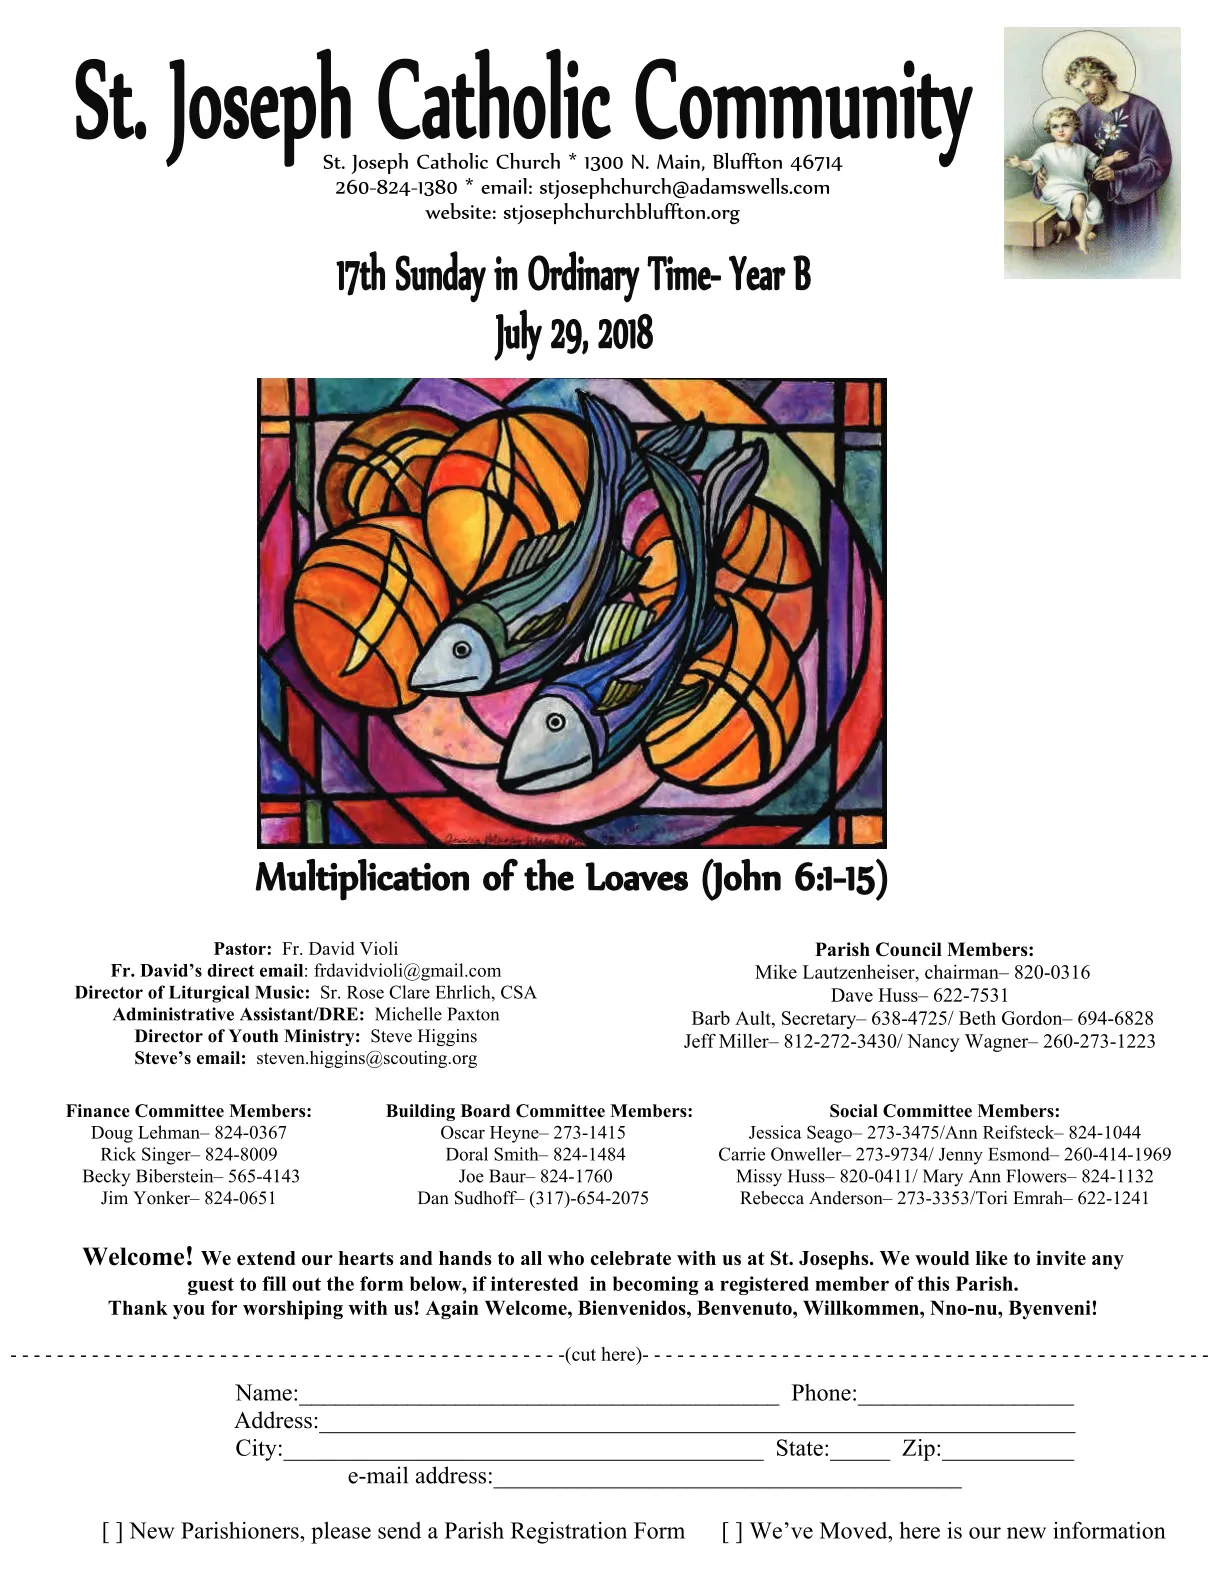 St. Joseph Catholic Community
St. Joseph Catholic Church * 1300 N. Main, Bluffton 46714
260-824-1380 * email: stjosephchurch@adamswells.com
website: stjosephchurchbluffton.org
17th Sunday in Ordinary Time- Year B
July 29, 2018
Multiplication of the Loaves (John 6:1-15)
Pastor: Fr. David Violi
Fr. David’s direct email: frdavidvioli@gmail.com
Director of Liturgical Music: Sr. Rose Clare Ehrlich, CSA
Administrative Assistant/DRE: Michelle Paxton
Director of Youth Ministry: Steve Higgins
Steve’s email: steven.higgins@scouting.org
Parish Council Members:
Mike Lautzenheiser, chairman– 820-0316
Dave Huss– 622-7531
Barb Ault, Secretary– 638-4725/ Beth Gordon– 694-6828
Jeff Miller– 812-272-3430/ Nancy Wagner– 260-273-1223
Finance Committee Members:
Doug Lehman– 824-0367
Rick Singer– 824-8009
Becky Biberstein– 565-4143
Jim Yonker– 824-0651
Building Board Committee Members:
Oscar Heyne– 273-1415
Doral Smith– 824-1484
Joe Baur– 824-1760
Dan Sudhoff– (317)-654-2075
Social Committee Members:
Jessica Seago– 273-3475/Ann Reifsteck– 824-1044
Carrie Onweller– 273-9734/ Jenny Esmond– 260-414-1969
Missy Huss– 820-0411/ Mary Ann Flowers– 824-1132
Rebecca Anderson– 273-3353/Tori Emrah– 622-1241
Welcome! We extend our hearts and hands to all who celebrate with us at St. Josephs. We would like to invite any
guest to fill out the form below, if interested in becoming a registered member of this Parish.
Thank you for worshiping with us! Again Welcome, Bienvenidos, Benvenuto, Willkommen, Nno-nu, Byenveni!
- - - - - - - - - - - - - - - - - - - - - - - - - - - - - - - - - - - - - - - - - - - - - - -(cut here)- - - - - - - - - - - - - - - - - - - - - - - - - - - - - - - - - - - - - - - - - - - - - - - -
Name:________________________________________ Phone:__________________
Address:_______________________________________________________________
City:________________________________________ State:_____ Zip:___________
e-mail address:_______________________________________
[ ] New Parishioners, please send a Parish Registration Form [ ] We’ve Moved, here is our new information